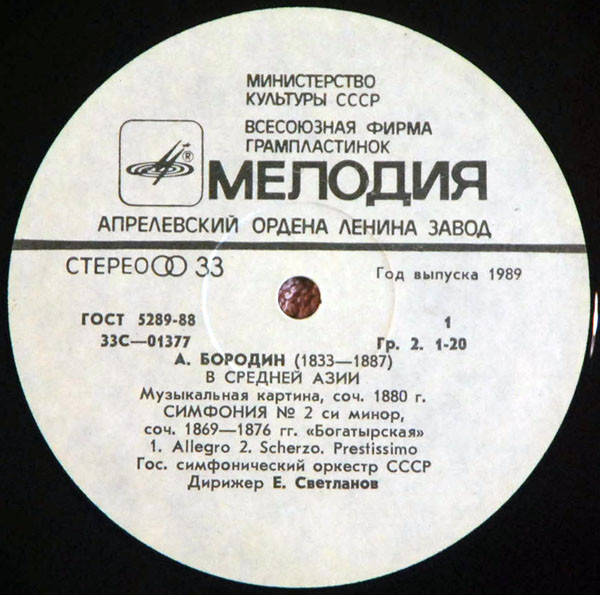 МИНИСТЕРСТВО
КУЛЬТУРЫ СССР
ВСЕСОЮЗНАЯ ФИРМА
ГРАМПЛАСТИНОК
®
МЕЛОДИЯ
АПРЕЛЕВСКИЙ ОРДЕНА ЛЕНИНА ЗАВОД
СТЕРЕО 33
Год выпуска 1989
ГОСТ 5289-88
1
33С—01377
Гр. 2. 1-20
А. БОРОДИН (1833—1887)
В СРЕДНЕЙ АЗИИ
Музыкальная картина, соч. 1880 г.
СИМФОНИЯ № 2 си минор,
соч. 1869—1876 гг. «Богатырская»
1. Allegro 2. Scherzo. Prestissimo
Гос. симфонический оркестр СССР
Дирижер Е. Светланов